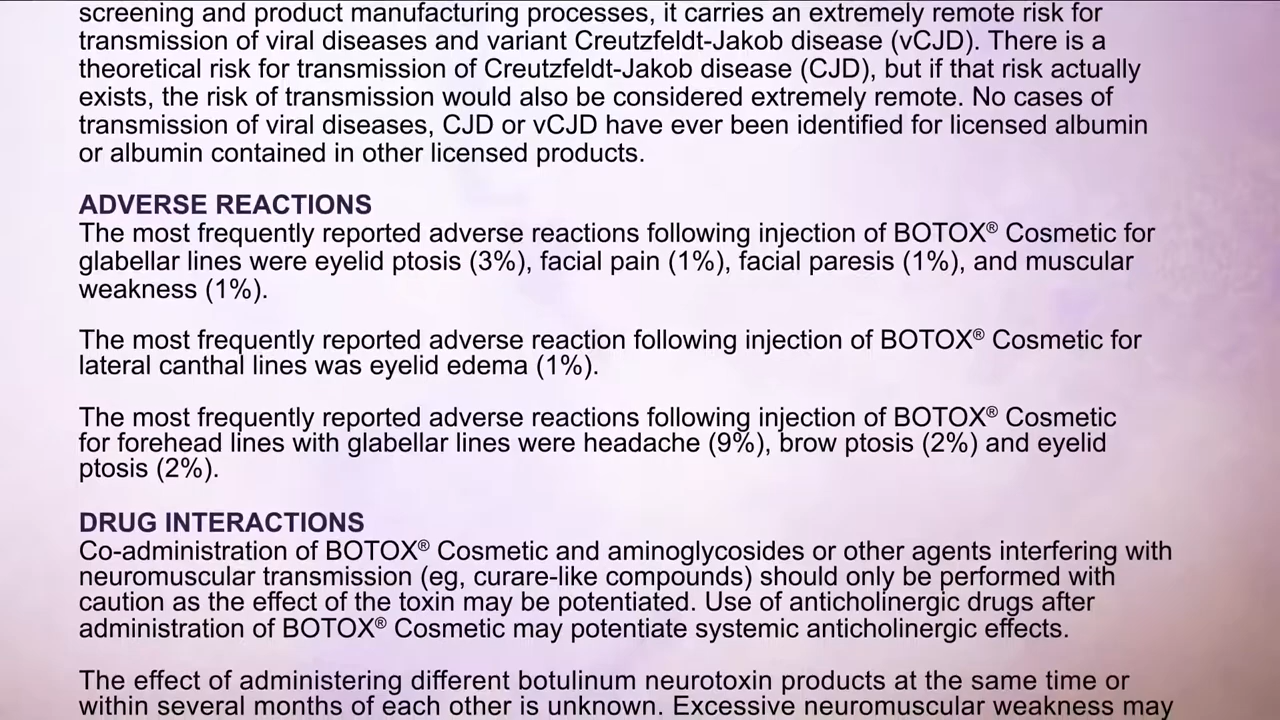 screening and product manufacturing processes, it carries an extremely remote risk for
transmission of viral diseases and variant Creutzfeldt-Jakob disease (vCJD). There is a
theoretical risk for transmission of Creutzfeldt-Jakob disease (CJD), but if that risk actually
exists, the risk of transmission would also be considered extremely remote. No cases of
transmission of viral diseases, CJD or vCJD have ever been identified for licensed albumin
or albumin contained in other licensed products.
ADVERSE REACTIONS
The most frequently reported adverse reactions following injection of BOTOX® Cosmetic for
glabellar lines were eyelid ptosis (3%), facial pain (1%), facial paresis (1%), and muscular
weakness (1%).
The most frequently reported adverse reaction following injection of BOTOX® Cosmetic for
lateral canthal lines was eyelid edema (1%).
The most frequently reported adverse reactions following injection of BOTOX® Cosmetic
for forehead lines with glabellar lines were headache (9%), brow ptosis (2%) and eyelid
ptosis (2%).
DRUG INTERACTIONS
Co-administration of BOTOX® Cosmetic and aminoglycosides or other agents interfering with
neuromuscular transmission (eg, curare-like compounds) should only be performed with
caution as the effect of the toxin may be potentiated. Use of anticholinergic drugs after
administration of BOTOX® Cosmetic may potentiate systemic anticholinergic effects.
The effect of administering different botulinum neurotoxin products at the same time or
within several months of each other is unknown. Excessive neuromuscular weakness may